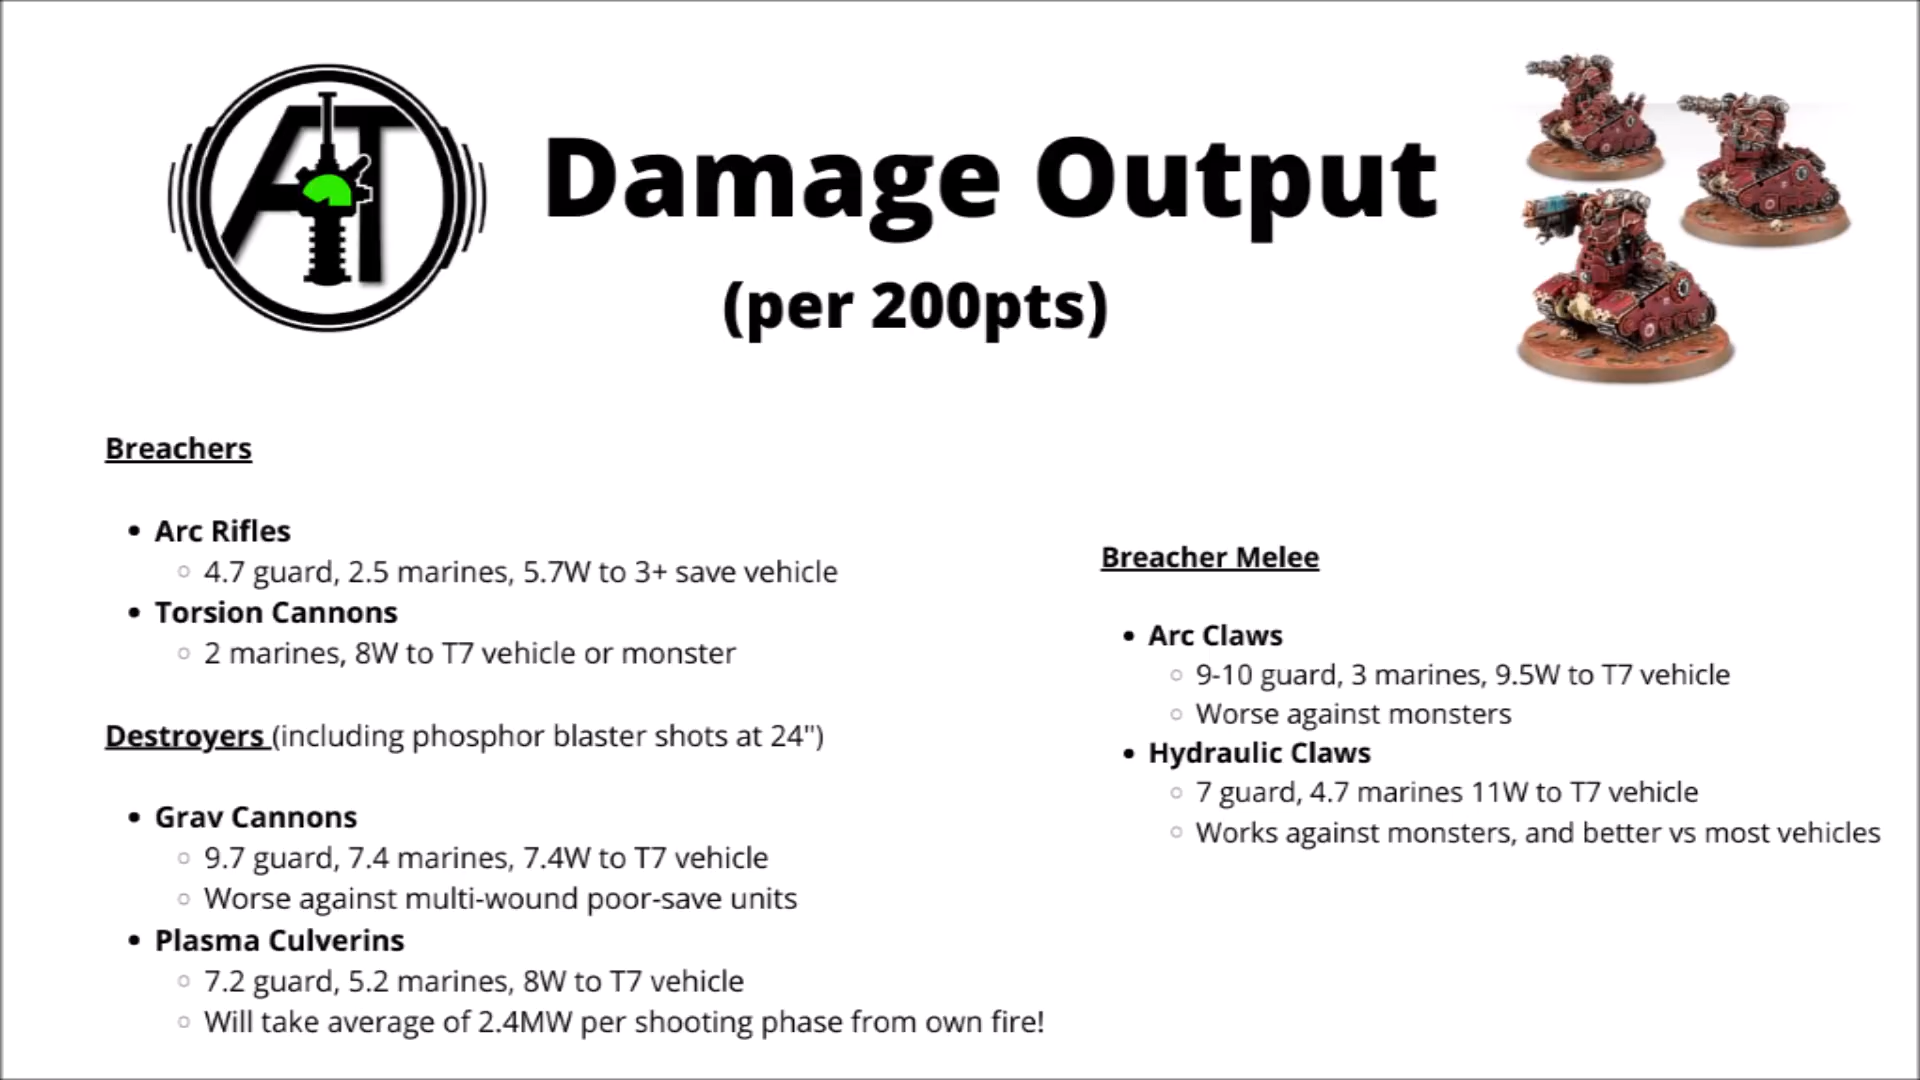 AT
Damage Output
(per 200pts)
Breachers
• Arc Rifles
○ 4.7 guard, 2.5 marines, 5.7W to 3+ save vehicle
• Torsion Cannons
○ 2 marines, 8W to T7 vehicle or monster
Destroyers (including phosphor blaster shots at 24")
• Grav Cannons
○ 9.7 guard, 7.4 marines, 7.4W to T7 vehicle
○ Worse against multi-wound poor-save units
• Plasma Culverins
○ 7.2 guard, 5.2 marines, 8W to T7 vehicle
○ Will take average of 2.4MW per shooting phase from own fire!
Breacher Melee
• Arc Claws
○ 9-10 guard, 3 marines, 9.5W to T7 vehicle
○ Worse against monsters
• Hydraulic Claws
○ 7 guard, 4.7 marines 11W to T7 vehicle
○ Works against monsters, and better vs most vehicles